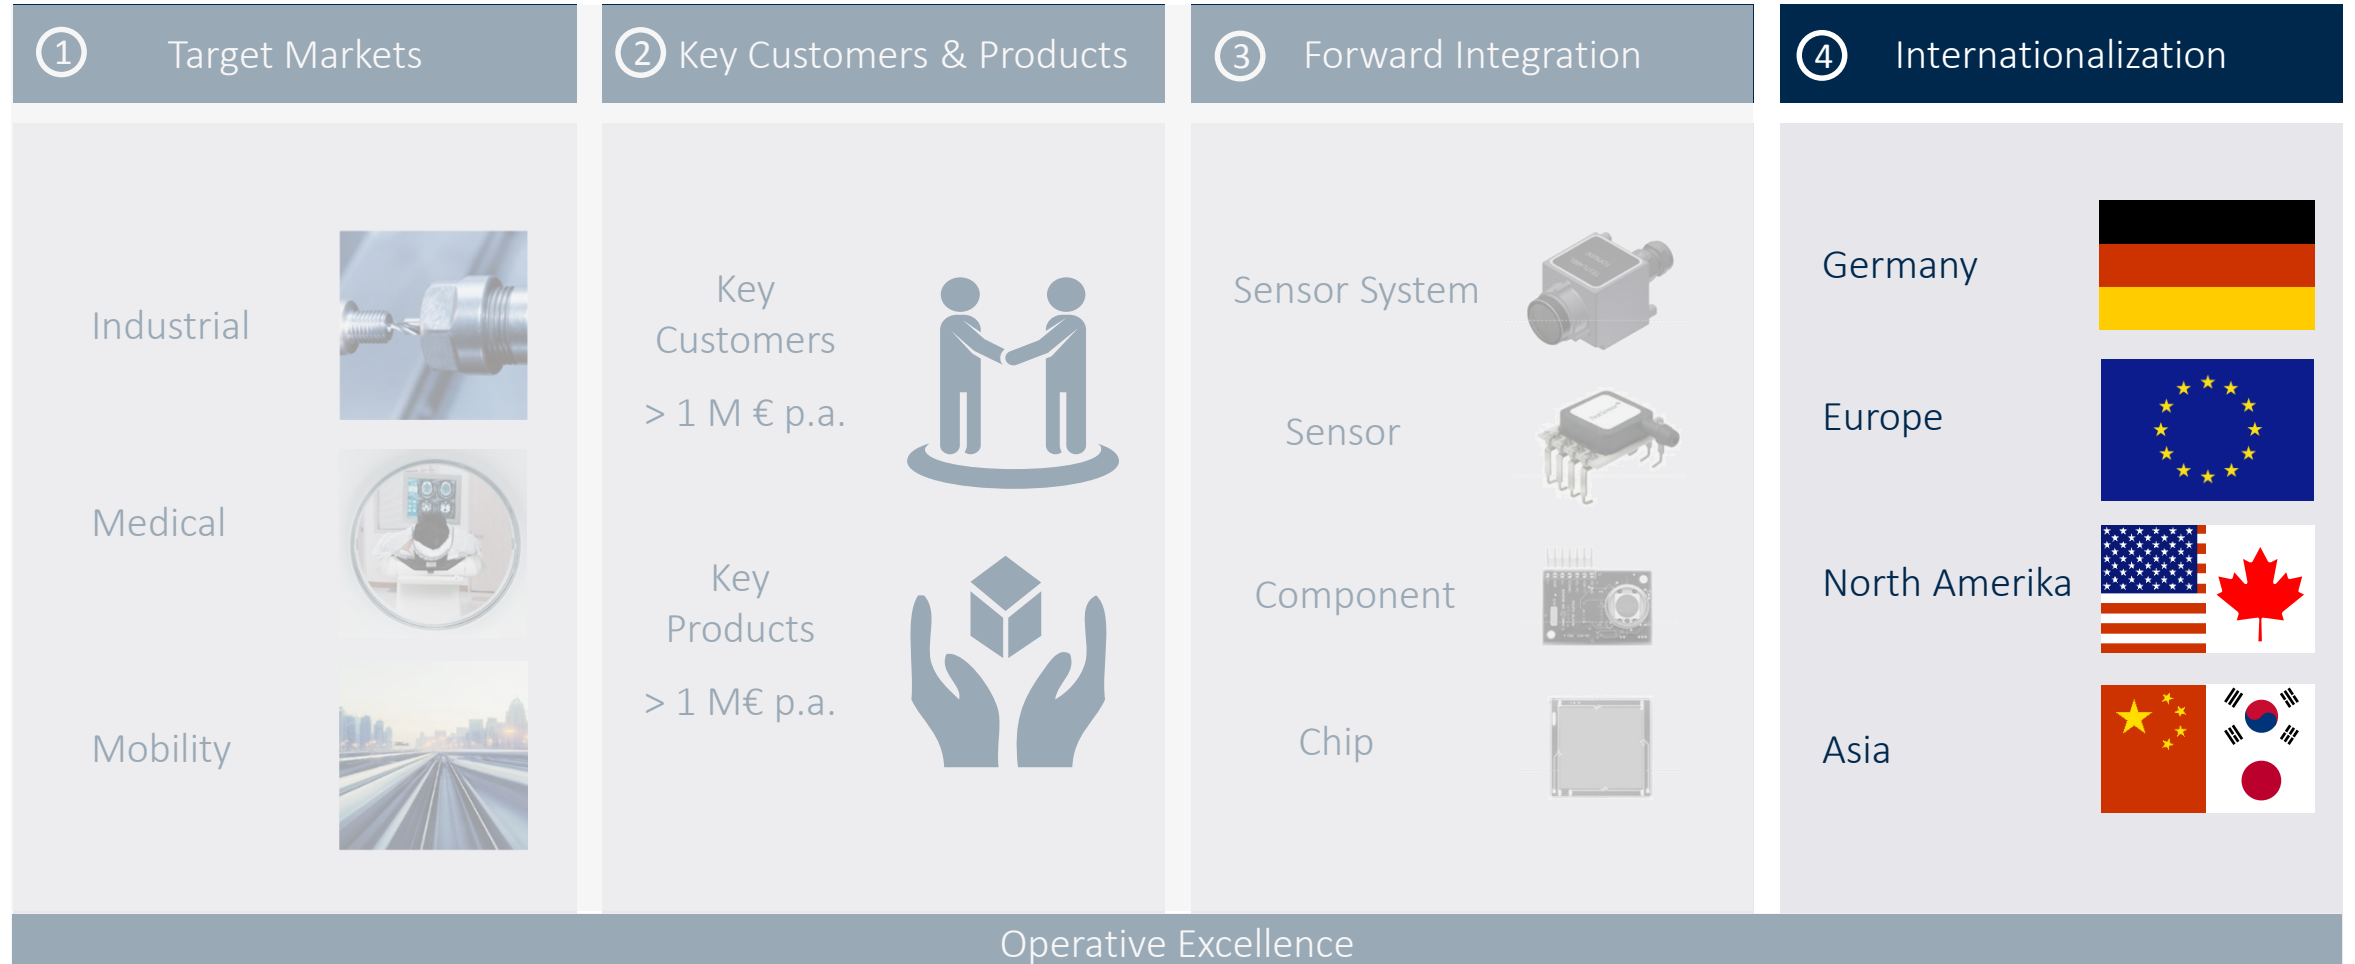 1 Target Markets
Industrial
Medical
Mobility
2 Key Customers & Products
Key
Customers
> 1 M € p.a.
Key
Products
> 1 M€ p.a.
3 Forward Integration
Sensor System
Sensor
Component
Chip
4 Internationalization
Germany
Europe
North Amerika
Asia
Operative Excellence